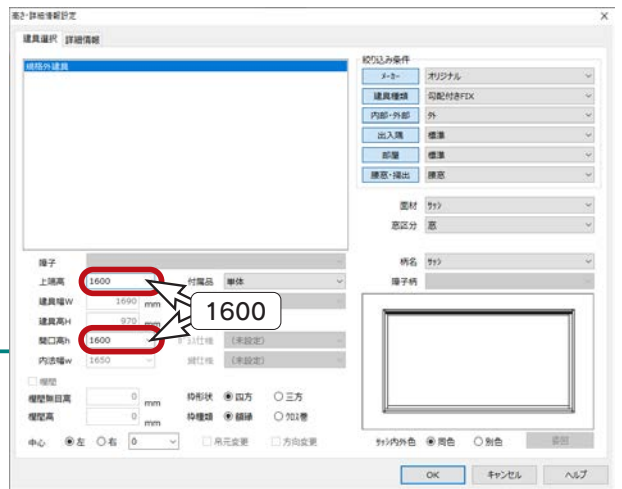 高さ・詳細情報設定
建具選択 詳細情報
規格外建具
絞り込み条件
メーカー オリジナル
建具種類 勾配付きFIX
内部・外部 外
出入隅 標準
部屋 標準
腰窓・掃出 腰窓
面材 サッシ
窓区分 窓
障子
柄名 サッシ
上端高 1600 付属品 単体
障子柄
建具幅W 1690 mm
1600
建具高H 970 mm
開口高h 1600 (未設定)
内法幅w 1650 (未設定)
欄間
欄間無目高 0 mm 枠形状 四方 三方
欄間高 0 mm 枠種類 額縁 クロス巻
中心 左 右 0 吊元変更 方向変更
サッシ内外色 同色 別色 姿図
OK キャンセル ヘルプ